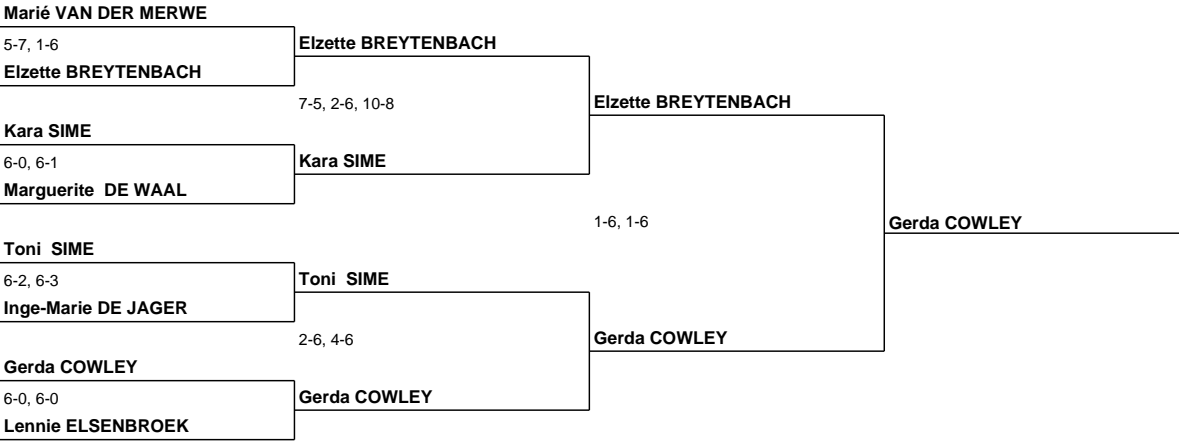 Marié VAN DER MERWE
5-7, 1-6
Elzette BREYTENBACH
Elzette BREYTENBACH
7-5, 2-6, 10-8
Elzette BREYTENBACH
Kara SIME
6-0, 6-1
Kara SIME
Marguerite DE WAAL
1-6, 1-6
Gerda COWLEY
Toni SIME
6-2, 6-3
Toni SIME
Inge-Marie DE JAGER
2-6, 4-6
Gerda COWLEY
Gerda COWLEY
6-0, 6-0
Gerda COWLEY
Lennie ELSENBROEK